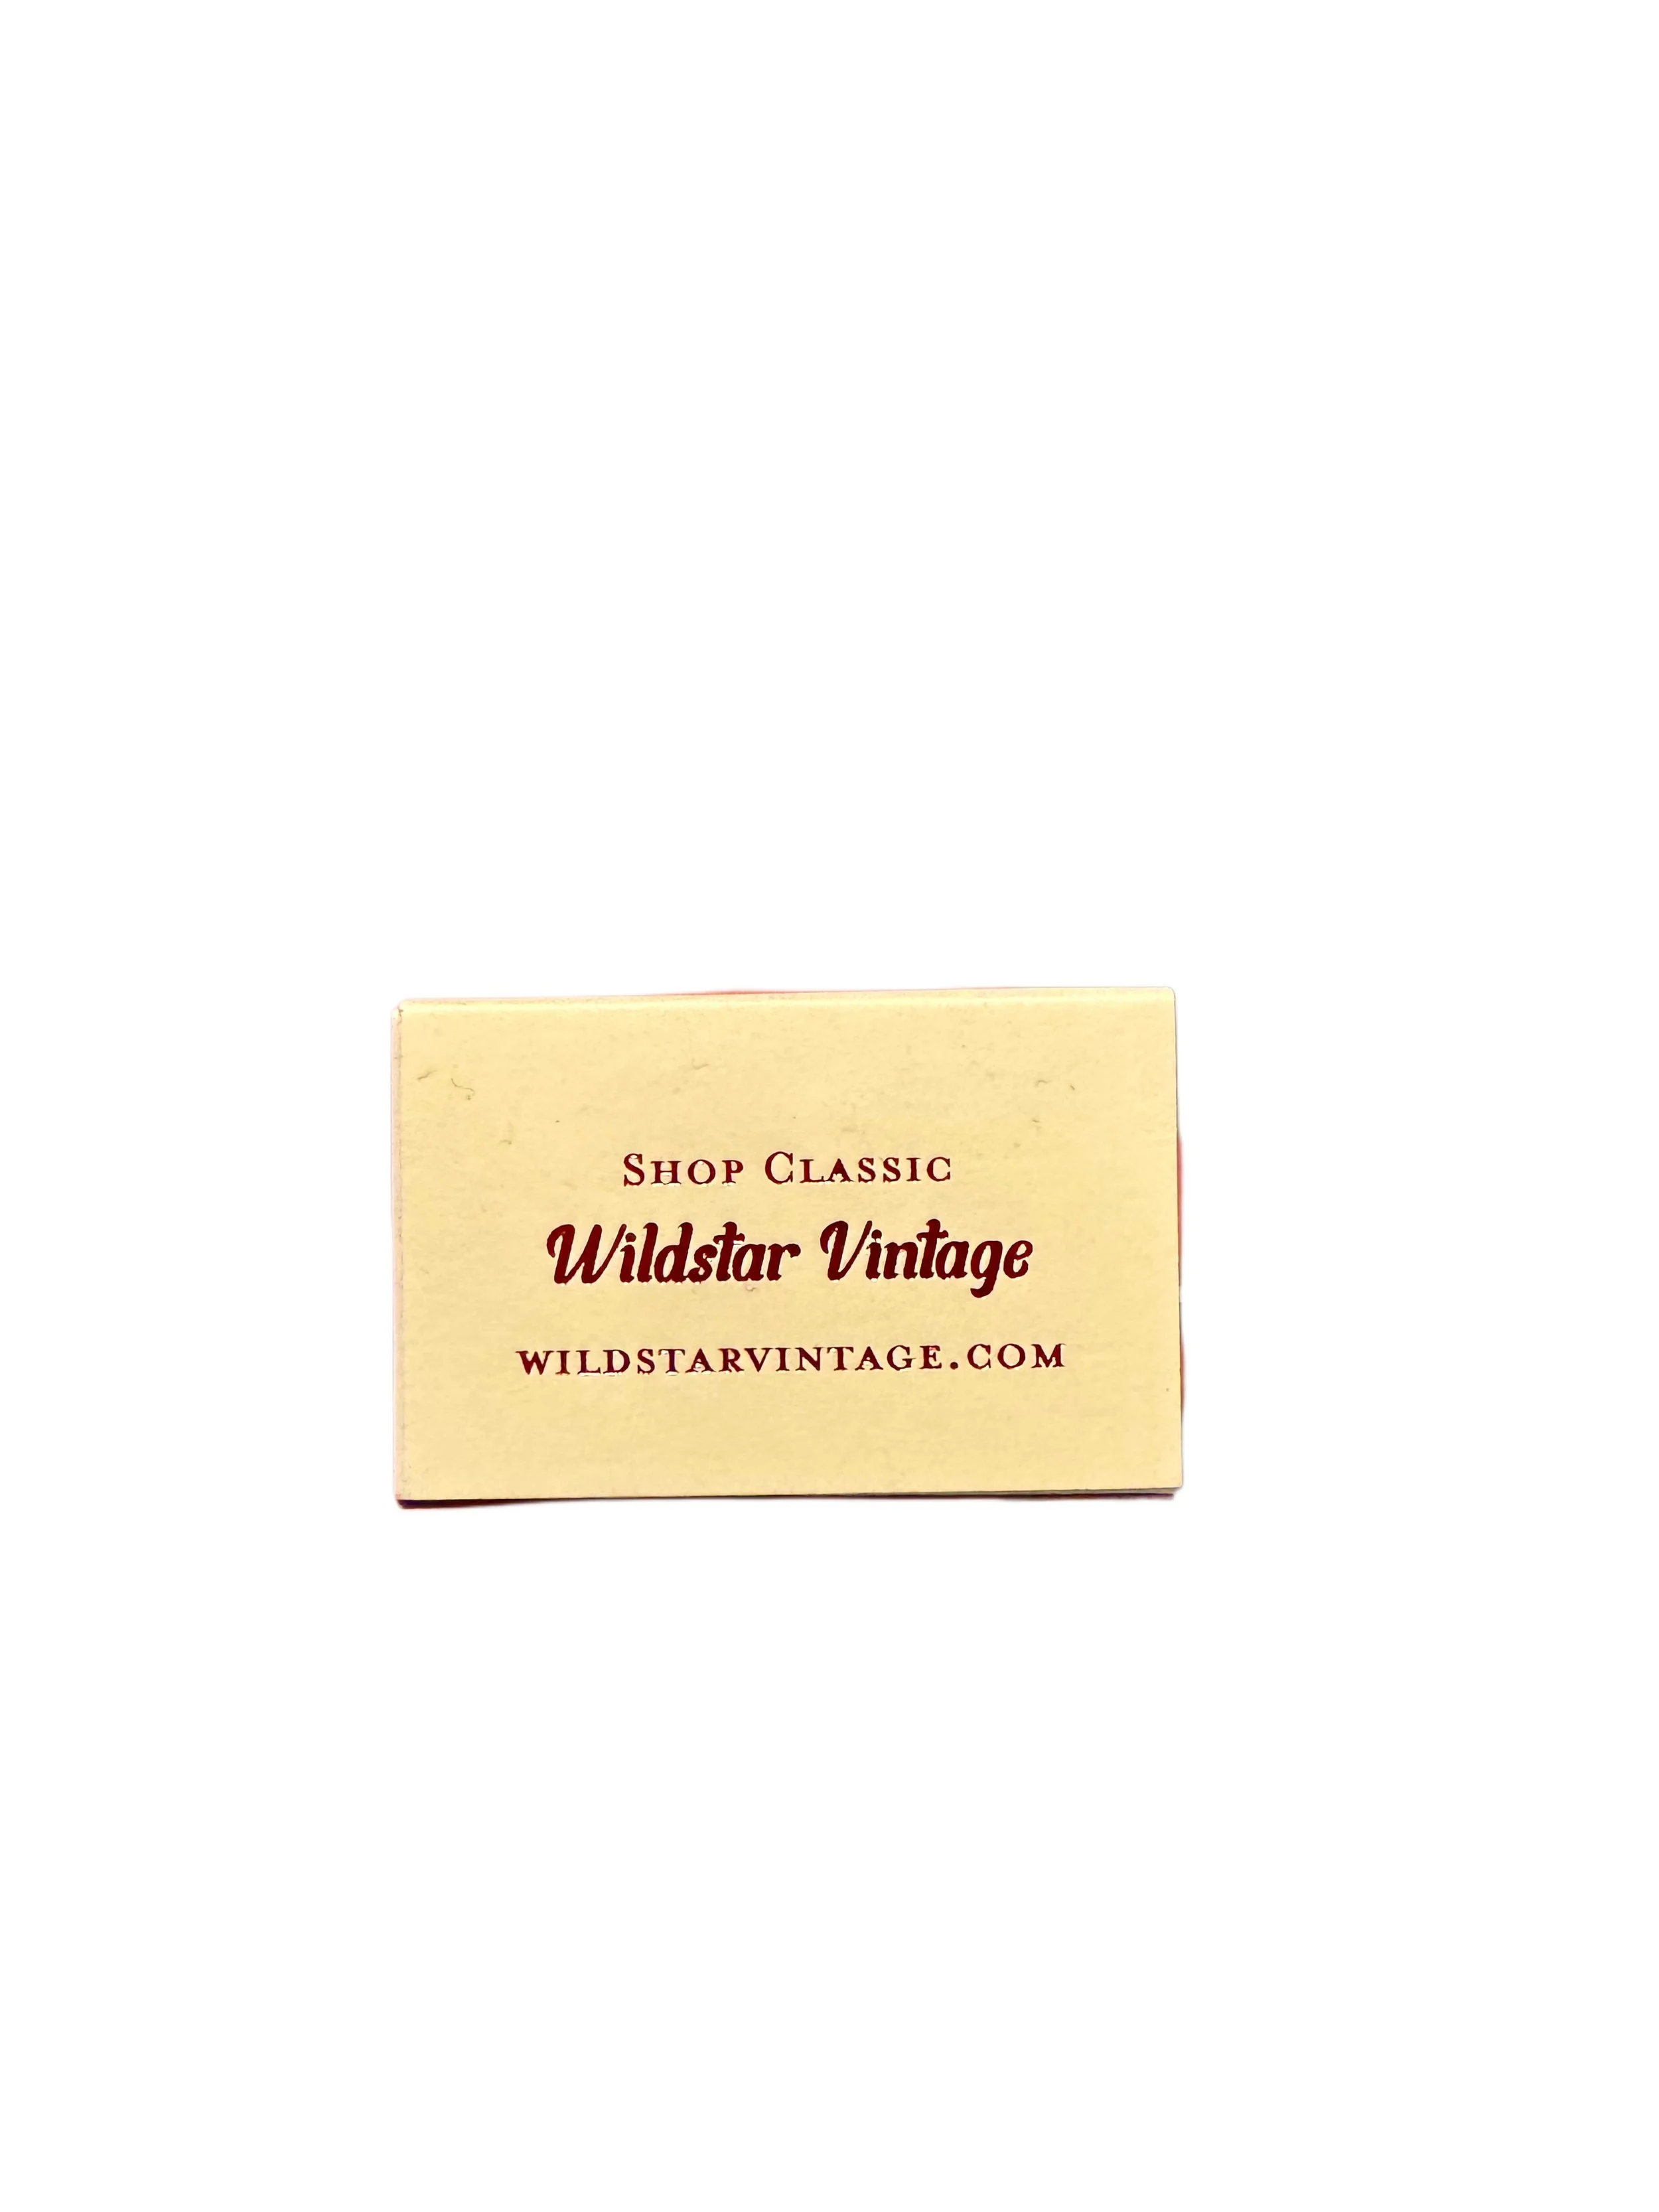 Shop Classic
Wildstar Vintage
wildstarvintage.com